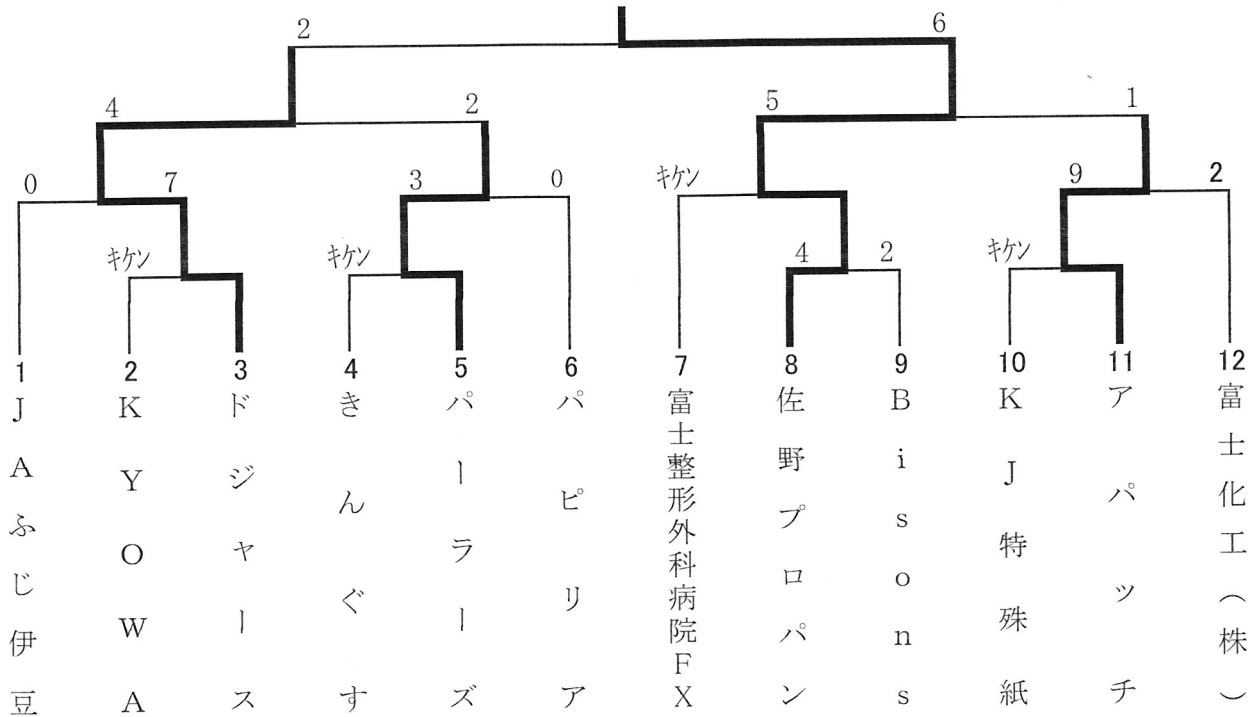 2 6
4 2 5 1
0 7 3 0 キケン 9 2
キケン キケン 4 2 キケン
1 2 3 4 5 6 7 8 9 10 11 12
JAふじ伊豆
KYOWA
ドジャース
きんぐす
パーラーズ
パピリア
富士整形外科病院FX
佐野プロパン
Bisons
KJ特殊紙
アパッチ
富士化工(株)